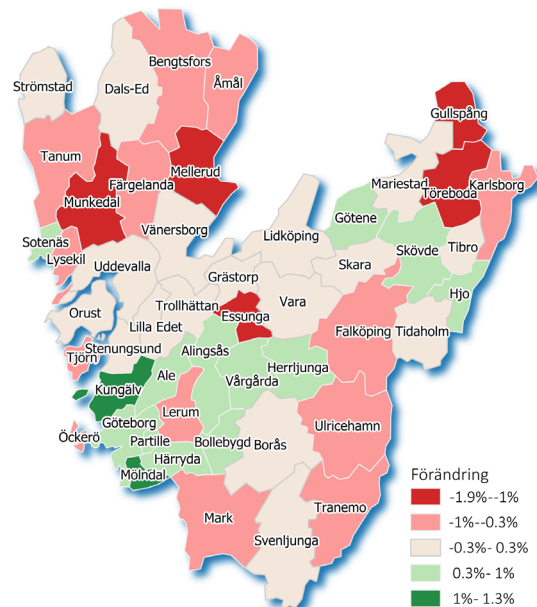 Bengtsfors
Strömstad
Dals-Ed
Åmål
Gullspång
Tanum
Mellerud
Färgelanda
Munkedal
Mariestad
Karlsborg
Töreboda
Vänersborg
Götene
Sotenäs
Lidköping
Skövde
Tibro
Lysekil
Uddevalla
Skara
Grästorp
Hjo
Trollhättan
Vara
Orust
Essunga
Lilla Edet
Falköping
Tidaholm
Stenungsund
Alingsås
Tjörn
Herrljunga
Ale
Kungälv
Vårgårda
Lerum
Göteborg
Ulricehamn
Öckerö
Partille
Bollebygd
Borås
Härryda
Mölndal
Förändring
-1.9%--1%
Tranemo
-1%--0.3%
Mark
Svenljunga
-0.3%- 0.3%
0.3%- 1%
1%- 1.3%